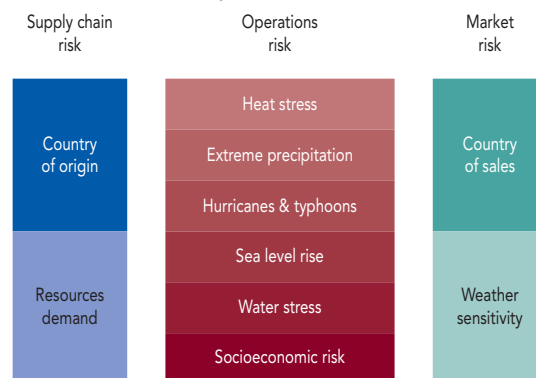 Supply chain
risk
Operations
risk
Market
risk
Country
of origin
Resources
demand
Heat stress
Extreme precipitation
Hurricanes & typhoons
Sea level rise
Water stress
Socioeconomic risk
Country
of sales
Weather
sensitivity